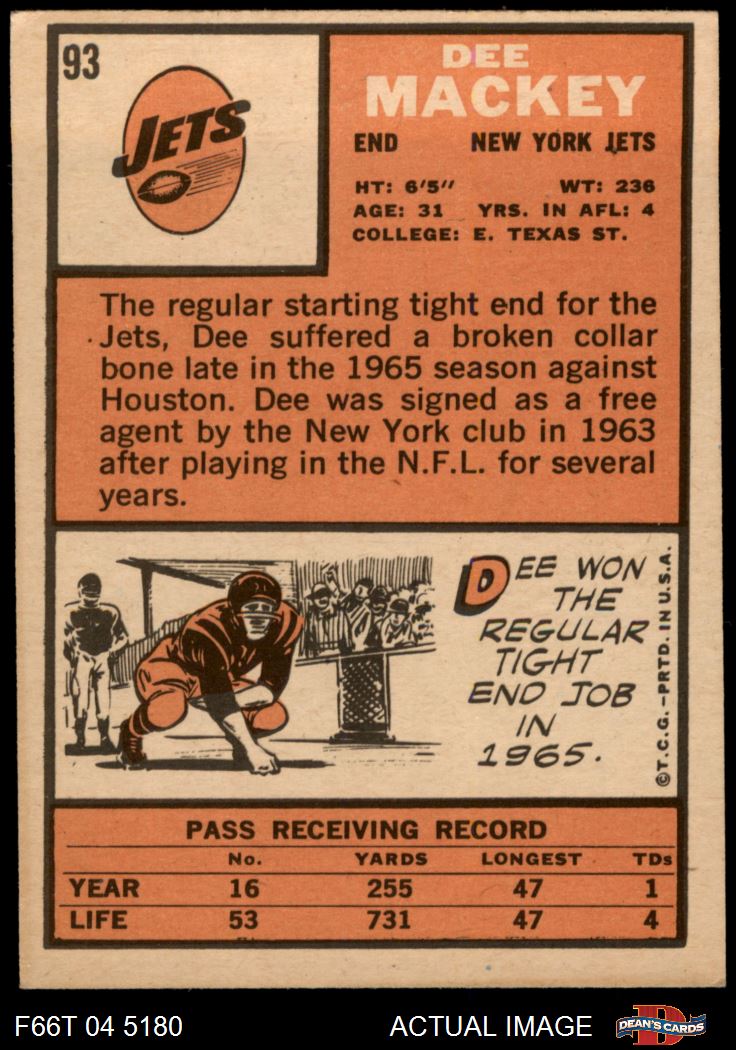 93
JETS
DEE
MACKEY
END NEW YORK JETS
HT: 6'5" WT: 236
AGE: 31 YRS. IN AFL: 4
COLLEGE: E. TEXAS ST.
The regular starting tight end for the
Jets, Dee suffered a broken collar
bone late in the 1965 season against
Houston. Dee was signed as a free
agent by the New York club in 1963
after playing in the N.F.L. for several
years.
DEE WON
THE
REGULAR
TIGHT
END JOB
IN
1965.
©T.C.G.–PRTD. IN U.S.A.
PASS RECEIVING RECORD
No. YARDS LONGEST TDs
YEAR 16 255 47 1
LIFE 53 731 47 4
F66T 04 5180 ACTUAL IMAGE
D
DEAN'S CARDS